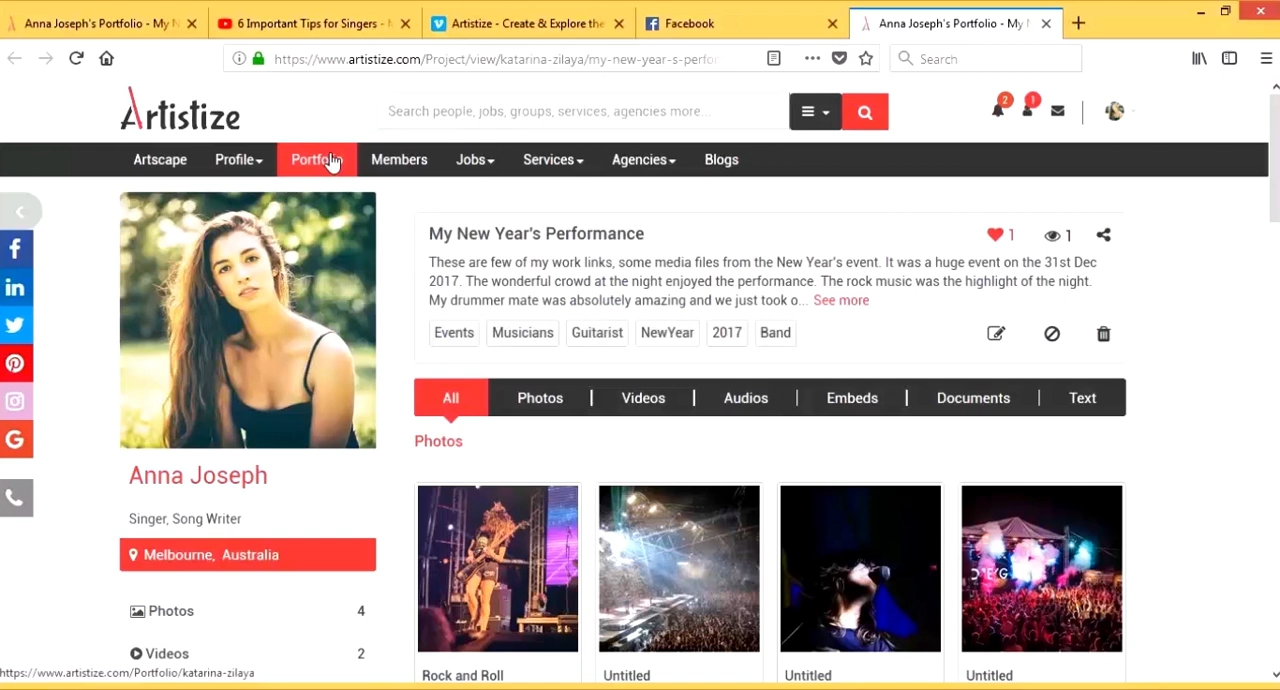 Anna Joseph's Portfolio - My N
6 Important Tips for Singers -
Artistize - Create & Explore the
Facebook
Anna Joseph's Portfolio - My
https://www.artistize.com/Project/view/katarina-zilaya/my-new-year-s-perfor
Search
Artistize
Search people, jobs, groups, services, agencies more...
2
1
Artscape
Profile
Portfolio
Members
Jobs
Services
Agencies
Blogs
My New Year's Performance
1
1
These are few of my work links, some media files from the New Year's event. It was a huge event on the 31st Dec
2017. The wonderful crowd at the night enjoyed the performance. The rock music was the highlight of the night.
My drummer mate was absolutely amazing and we just took o... See more
Events
Musicians
Guitarist
NewYear
2017
Band
All
Photos
Videos
Audios
Embeds
Documents
Text
Photos
Anna Joseph
Singer, Song Writer
Melbourne, Australia
Photos 4
Videos 2
Rock and Roll
Untitled
Untitled
Untitled
https://www.artistize.com/Portfolio/katarina-zilaya